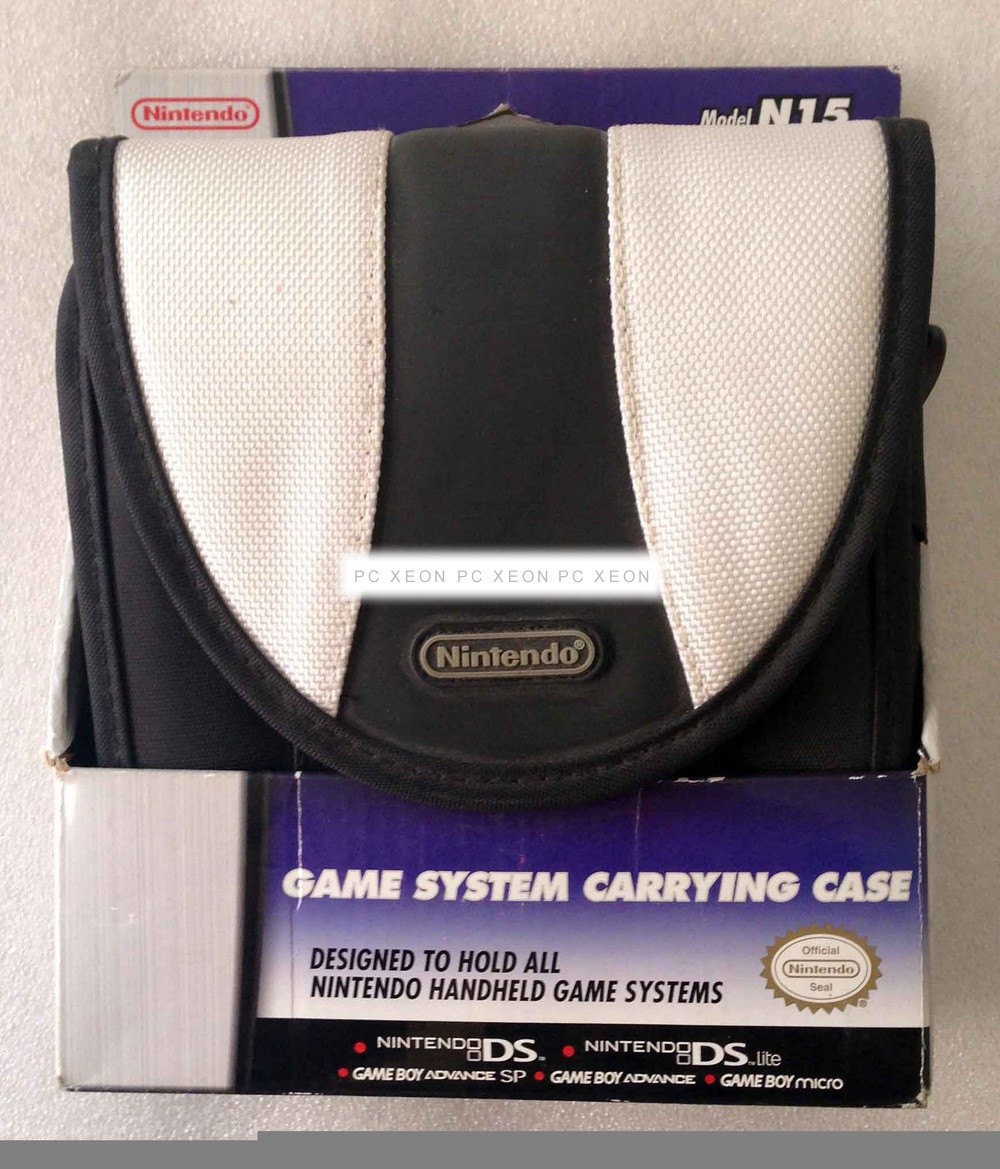 Nintendo®
Model N15
PC XEON PC XEON PC XEON
Nintendo®
GAME SYSTEM CARRYING CASE
DESIGNED TO HOLD ALL
NINTENDO HANDHELD GAME SYSTEMS
Official
Nintendo
Seal
®
• NINTENDO DS™ • NINTENDO DS™ Lite
• GAME BOY ADVANCE SP • GAME BOY ADVANCE • GAME BOY micro